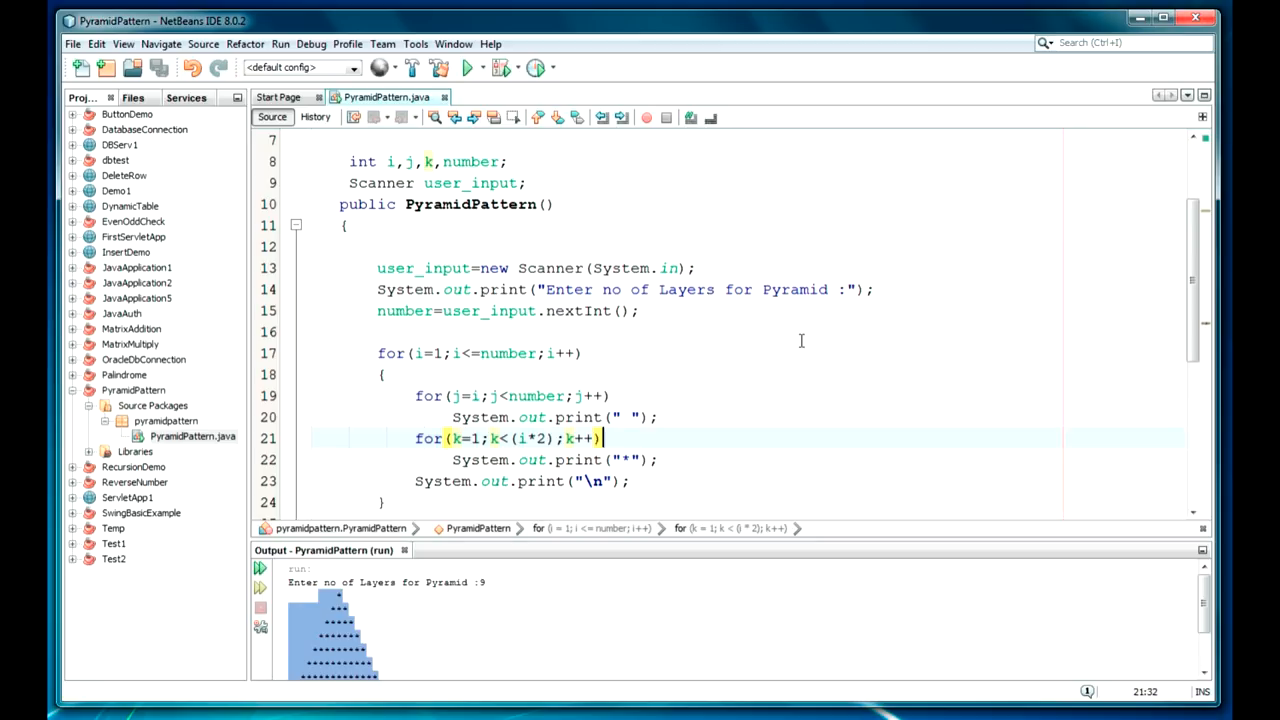 PyramidPattern - NetBeans IDE 8.0.2
File Edit View Navigate Source Refactor Run Debug Profile Team Tools Window Help
Search (Ctrl+I)
<default config>
Proj... Files Services
Start Page PyramidPattern.java
Source History
ButtonDemo
DatabaseConnection
DBServ1
dbtest
DeleteRow
Demo1
DynamicTable
EvenOddCheck
FirstServletApp
InsertDemo
JavaApplication1
JavaApplication2
JavaApplication5
JavaAuth
MatrixAddition
MatrixMultiply
OracleDbConnection
Palindrome
PyramidPattern
Source Packages
pyramidpattern
PyramidPattern.java
Libraries
RecursionDemo
ReverseNumber
ServletApp1
SwingBasicExample
Temp
Test1
Test2
7
8 int i,j,k,number;
9 Scanner user_input;
10 public PyramidPattern()
11 {
12
13 user_input=new Scanner(System.in);
14 System.out.print("Enter no of Layers for Pyramid :");
15 number=user_input.nextInt();
16
17 for(i=1;i<=number;i++)
18 {
19 for(j=i;j<number;j++)
20 System.out.print(" ");
21 for(k=1;k<(i*2);k++)
22 System.out.print("*");
23 System.out.print("\n");
24 }
pyramidpattern.PyramidPattern PyramidPattern for (i = 1; i <= number; i++) for (k = 1; k < (i * 2); k++)
Output - PyramidPattern (run)
run:
Enter no of Layers for Pyramid :9
*
***
*****
*******
*********
***********
*************
21:32 INS